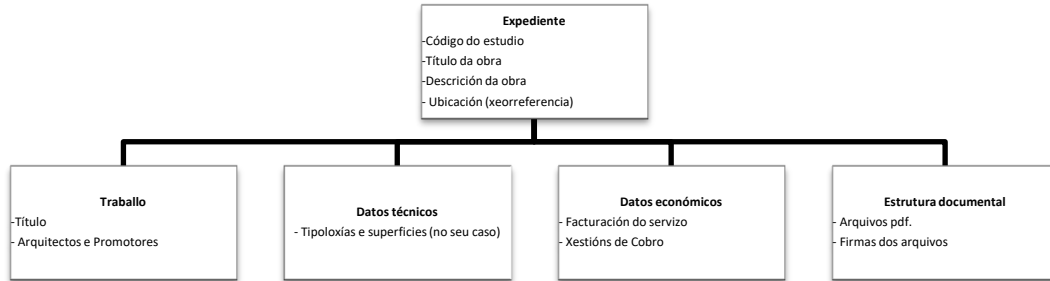 Expediente
-Código do estudio
-Título da obra
-Descrición da obra
- Ubicación (xeorreferencia)
Traballo
-Título
- Arquitectos e Promotores
Datos técnicos
- Tipoloxías e superficies (no seu caso)
Datos económicos
- Facturación do servizo
- Xestións de Cobro
Estrutura documental
- Arquivos pdf.
- Firmas dos arquivos